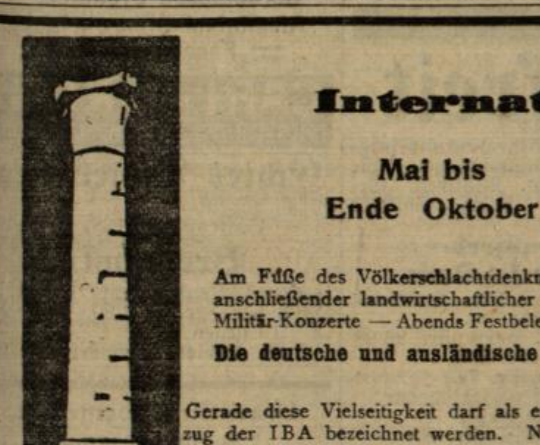 Internat
Mai bis
Ende Oktober
Am Fuße des Völkerschlachtdenkm
anschließender landwirtschaftlicher
Militär-Konzerte — Abends Festbele
Die deutsche und ausländische
Gerade diese Vielseitigkeit darf als e
zug der IBA bezeichnet werden. N